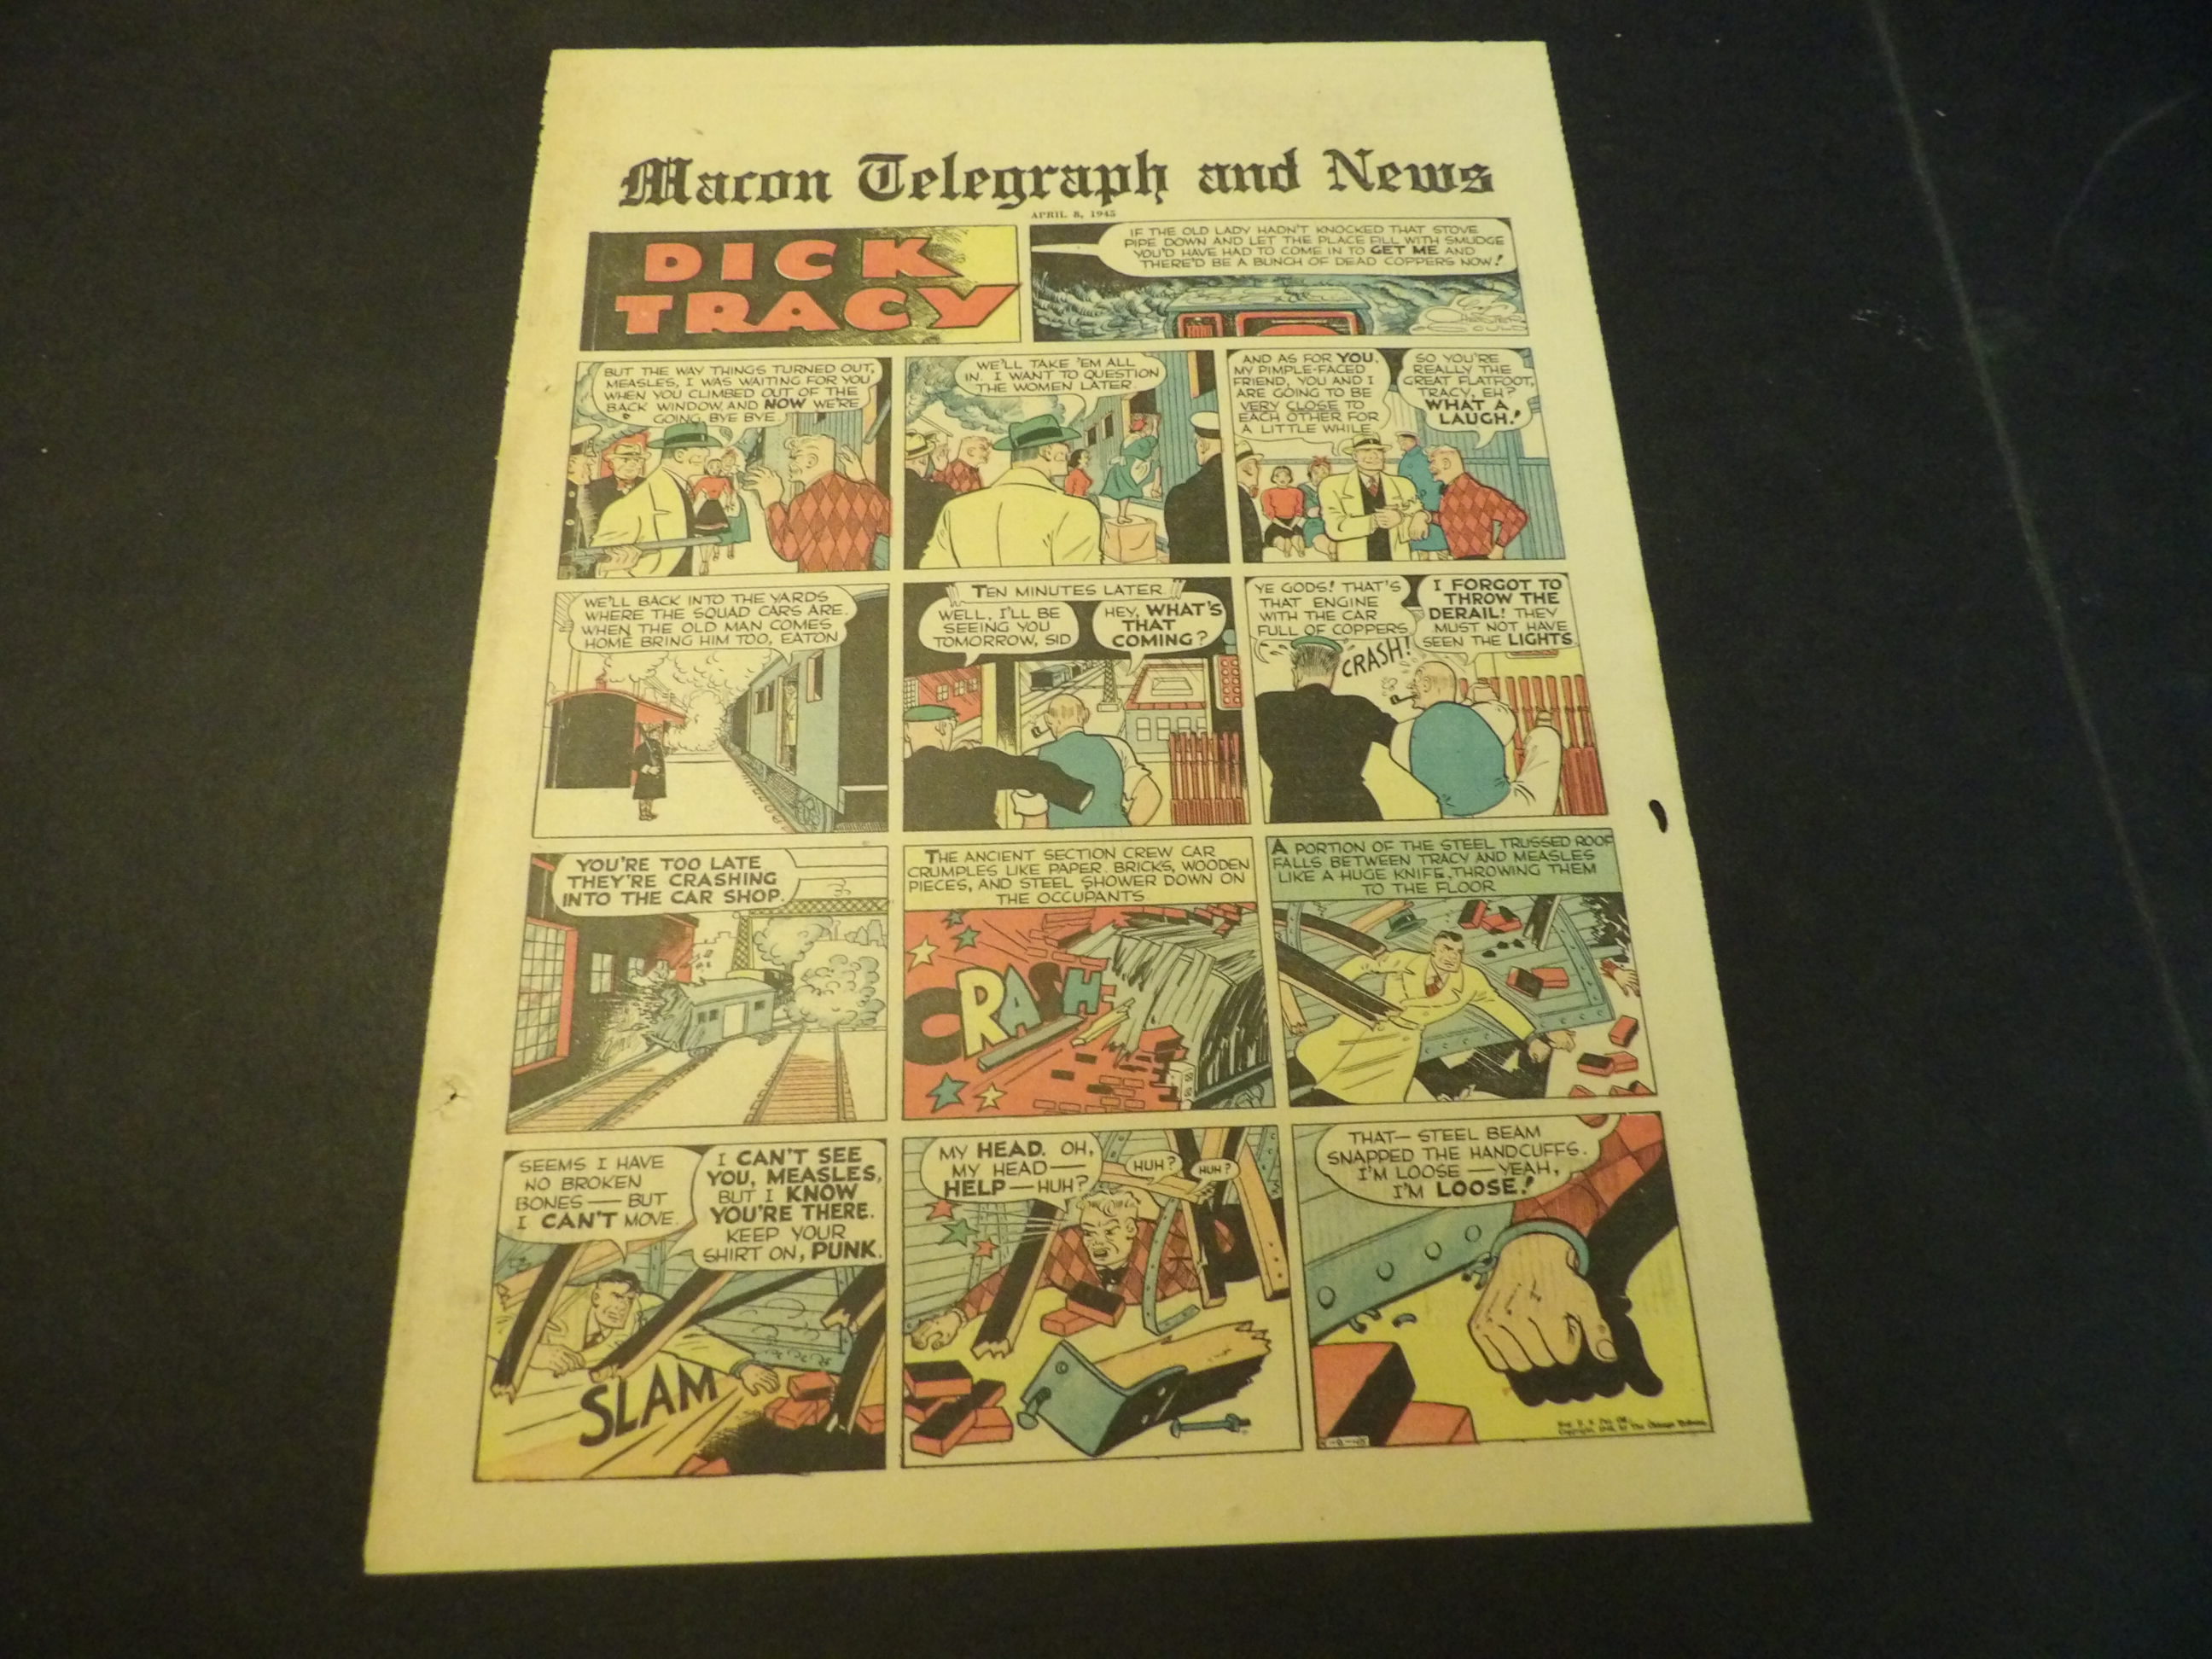 Macon Telegraph and News
APRIL 8, 1945
DICK
TRACY
IF THE OLD LADY HADN'T KNOCKED THAT STOVE
PIPE DOWN AND LET THE PLACE FILL WITH SMUDGE
YOU'D HAVE HAD TO COME IN TO GET ME AND
THERE'D BE A BUNCH OF DEAD COPPERS NOW!
CHESTER
GOULD
BUT THE WAY THINGS TURNED OUT,
MEASLES, I WAS WAITING FOR YOU
WHEN YOU CLIMBED OUT OF THE
BACK WINDOW, AND NOW WE'RE
GOING BYE BYE.
WE'LL TAKE 'EM ALL
IN. I WANT TO QUESTION
THE WOMEN LATER.
AND AS FOR YOU,
MY PIMPLE-FACED
FRIEND, YOU AND I
ARE GOING TO BE
VERY CLOSE TO
EACH OTHER FOR
A LITTLE WHILE.
SO YOU'RE
REALLY THE
GREAT FLATFOOT,
TRACY, EH?
WHAT A
LAUGH!
WE'LL BACK INTO THE YARDS
WHERE THE SQUAD CARS ARE.
WHEN THE OLD MAN COMES
HOME BRING HIM TOO, EATON
TEN MINUTES LATER
WELL, I'LL BE
SEEING YOU
TOMORROW, SID
HEY, WHAT'S
THAT
COMING?
YE GODS! THAT'S
THAT ENGINE
WITH THE CAR
FULL OF COPPERS
I FORGOT TO
THROW THE
DERAIL! THEY
MUST NOT HAVE
SEEN THE LIGHTS
CRASH!
YOU'RE TOO LATE
THEY'RE CRASHING
INTO THE CAR SHOP.
THE ANCIENT SECTION CREW CAR
CRUMPLES LIKE PAPER. BRICKS, WOODEN
PIECES, AND STEEL SHOWER DOWN ON
THE OCCUPANTS
CRASH
A PORTION OF THE STEEL TRUSSED ROOF
FALLS BETWEEN TRACY AND MEASLES
LIKE A HUGE KNIFE, THROWING THEM
TO THE FLOOR
SEEMS I HAVE
NO BROKEN
BONES — BUT
I CAN'T MOVE.
I CAN'T SEE
YOU, MEASLES,
BUT I KNOW
YOU'RE THERE.
KEEP YOUR
SHIRT ON, PUNK.
SLAM
MY HEAD. OH,
MY HEAD —
HELP — HUH?
HUH?
HUH?
THAT — STEEL BEAM
SNAPPED THE HANDCUFFS.
I'M LOOSE — YEAH,
I'M LOOSE!
4-8-45